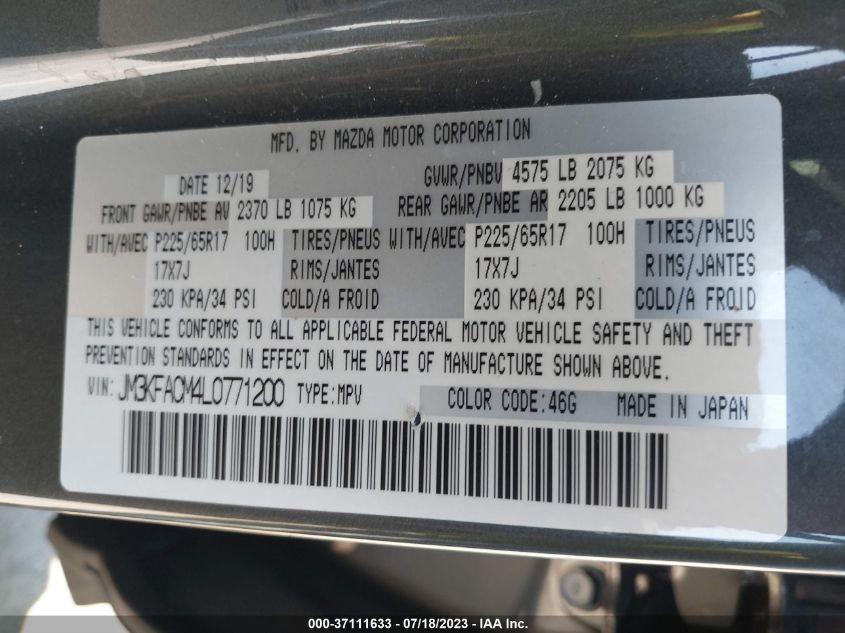 MFD. BY MAZDA MOTOR CORPORATION
DATE 12/19 GVWR/PNBV 4575 LB 2075 KG
FRONT GAWR/PNBE AV 2370 LB 1075 KG REAR GAWR/PNBE AR 2205 LB 1000 KG
WITH/AVEC P225/65R17 100H TIRES/PNEUS WITH/AVEC P225/65R17 100H TIRES/PNEUS
17X7J RIMS/JANTES 17X7J RIMS/JANTES
230 KPA/34 PSI COLD/A FROID 230 KPA/34 PSI COLD/A FROID
THIS VEHICLE CONFORMS TO ALL APPLICABLE FEDERAL MOTOR VEHICLE SAFETY AND THEFT
PREVENTION STANDARDS IN EFFECT ON THE DATE OF MANUFACTURE SHOWN ABOVE.
VIN: JM3KFACM4L0771200 TYPE:MPV COLOR CODE:46G MADE IN JAPAN
000-37111633 - 07/18/2023 - IAA Inc.